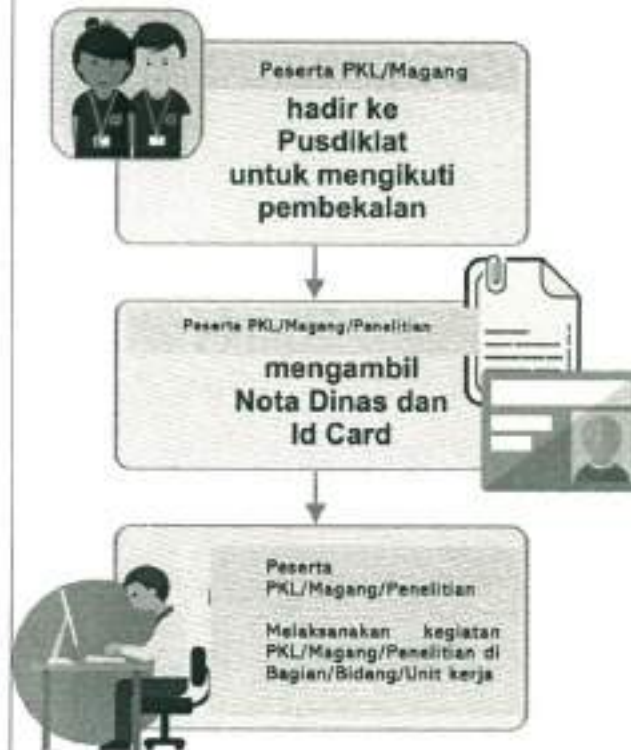 Peserta PKL/Magang
hadir ke
Pusdiklat
untuk mengikuti
pembekalan
Peserta PKL/Magang/Penelitian
mengambil
Nota Dinas dan
Id Card
Peserta
PKL/Magang/Penelitian
Melaksanakan kegiatan
PKL/Magang/Penelitian di
Bagian/Bidang/Unit kerja